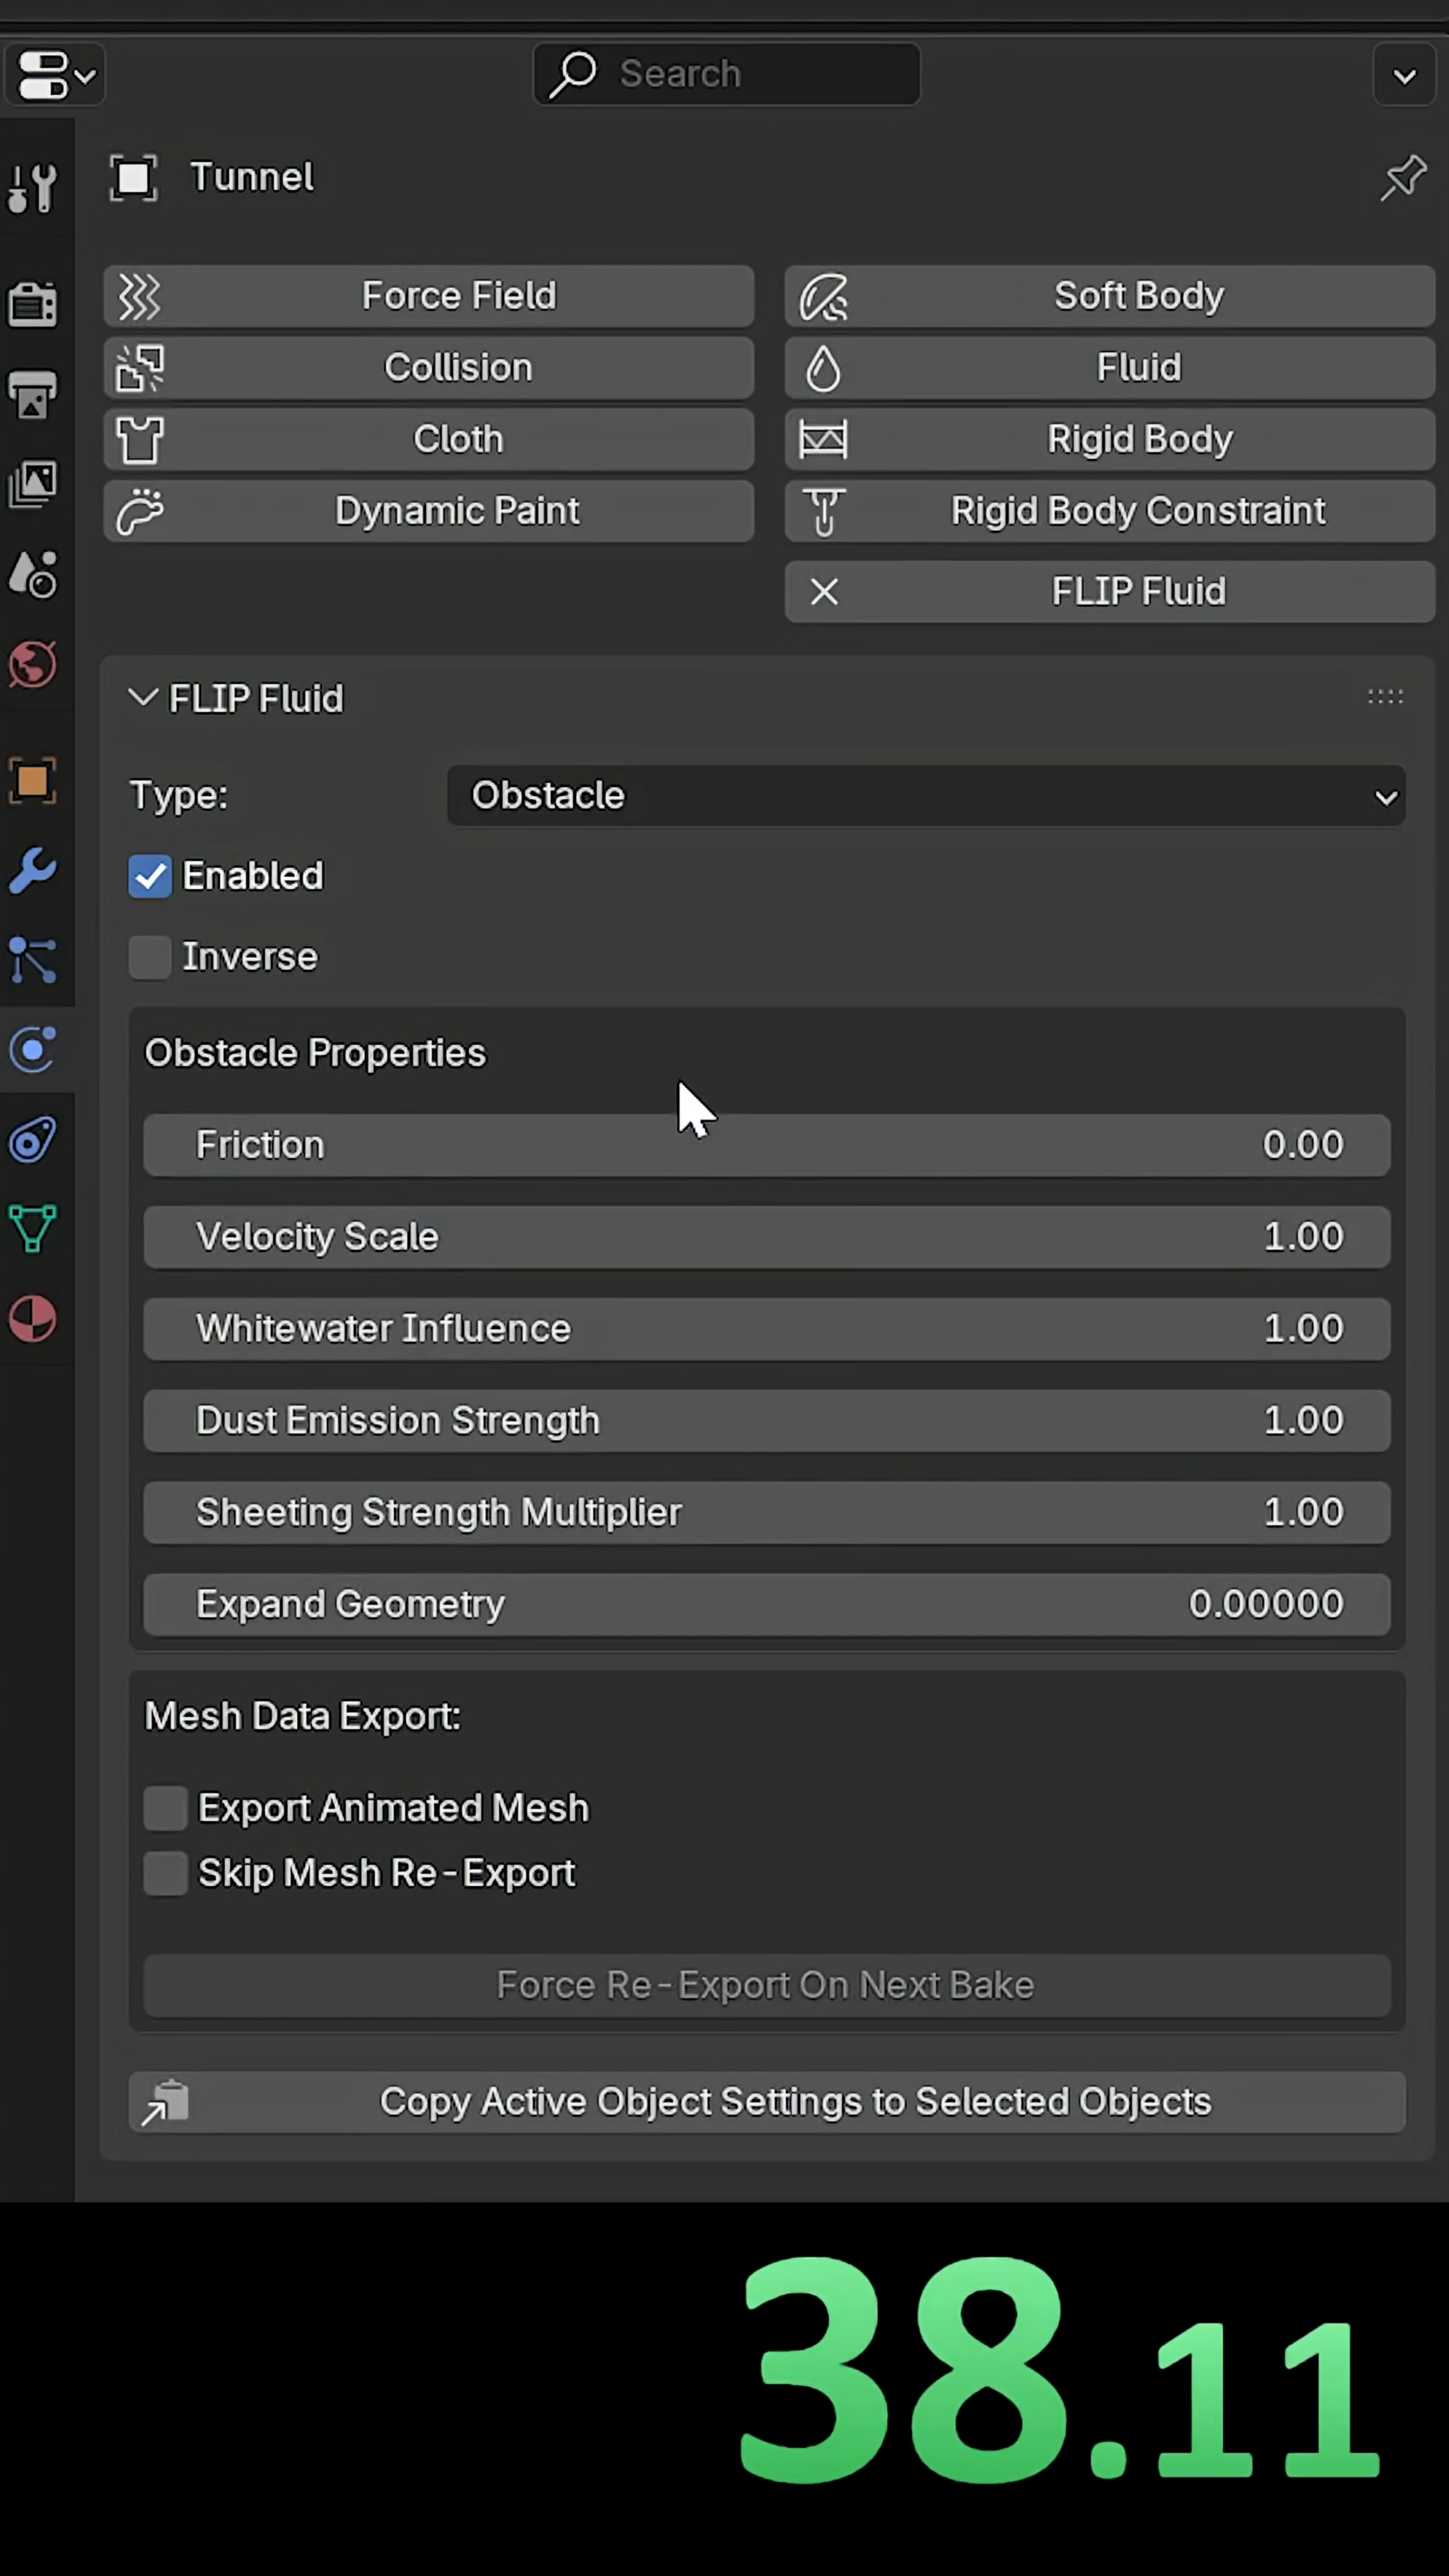 Search
Tunnel
Force Field
Soft Body
Collision
Fluid
Cloth
Rigid Body
Dynamic Paint
Rigid Body Constraint
FLIP Fluid
FLIP Fluid
Type: Obstacle
Enabled
Inverse
Obstacle Properties
Friction 0.00
Velocity Scale 1.00
Whitewater Influence 1.00
Dust Emission Strength 1.00
Sheeting Strength Multiplier 1.00
Expand Geometry 0.00000
Mesh Data Export:
Export Animated Mesh
Skip Mesh Re-Export
Force Re-Export On Next Bake
Copy Active Object Settings to Selected Objects
38.11